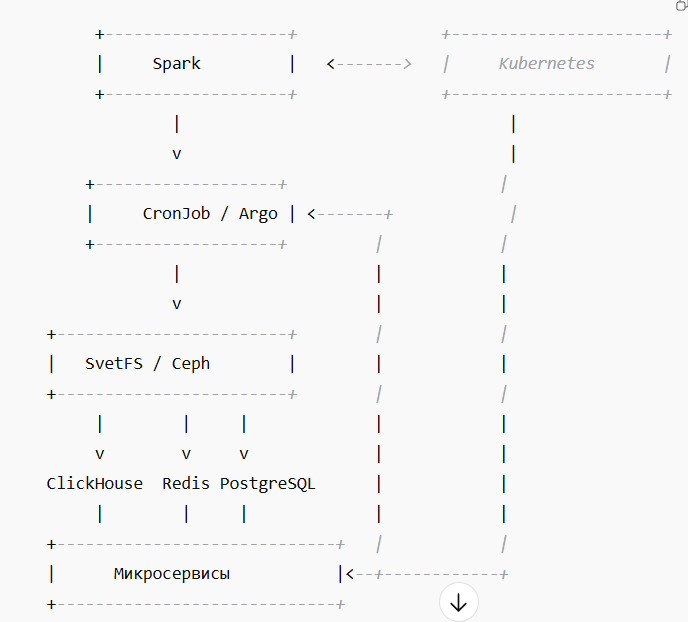 Spark <-------> Kubernetes
v
CronJob / Argo <-------+
v
SvetFS / Ceph
v v v
ClickHouse Redis PostgreSQL
Микросервисы <--+------------+